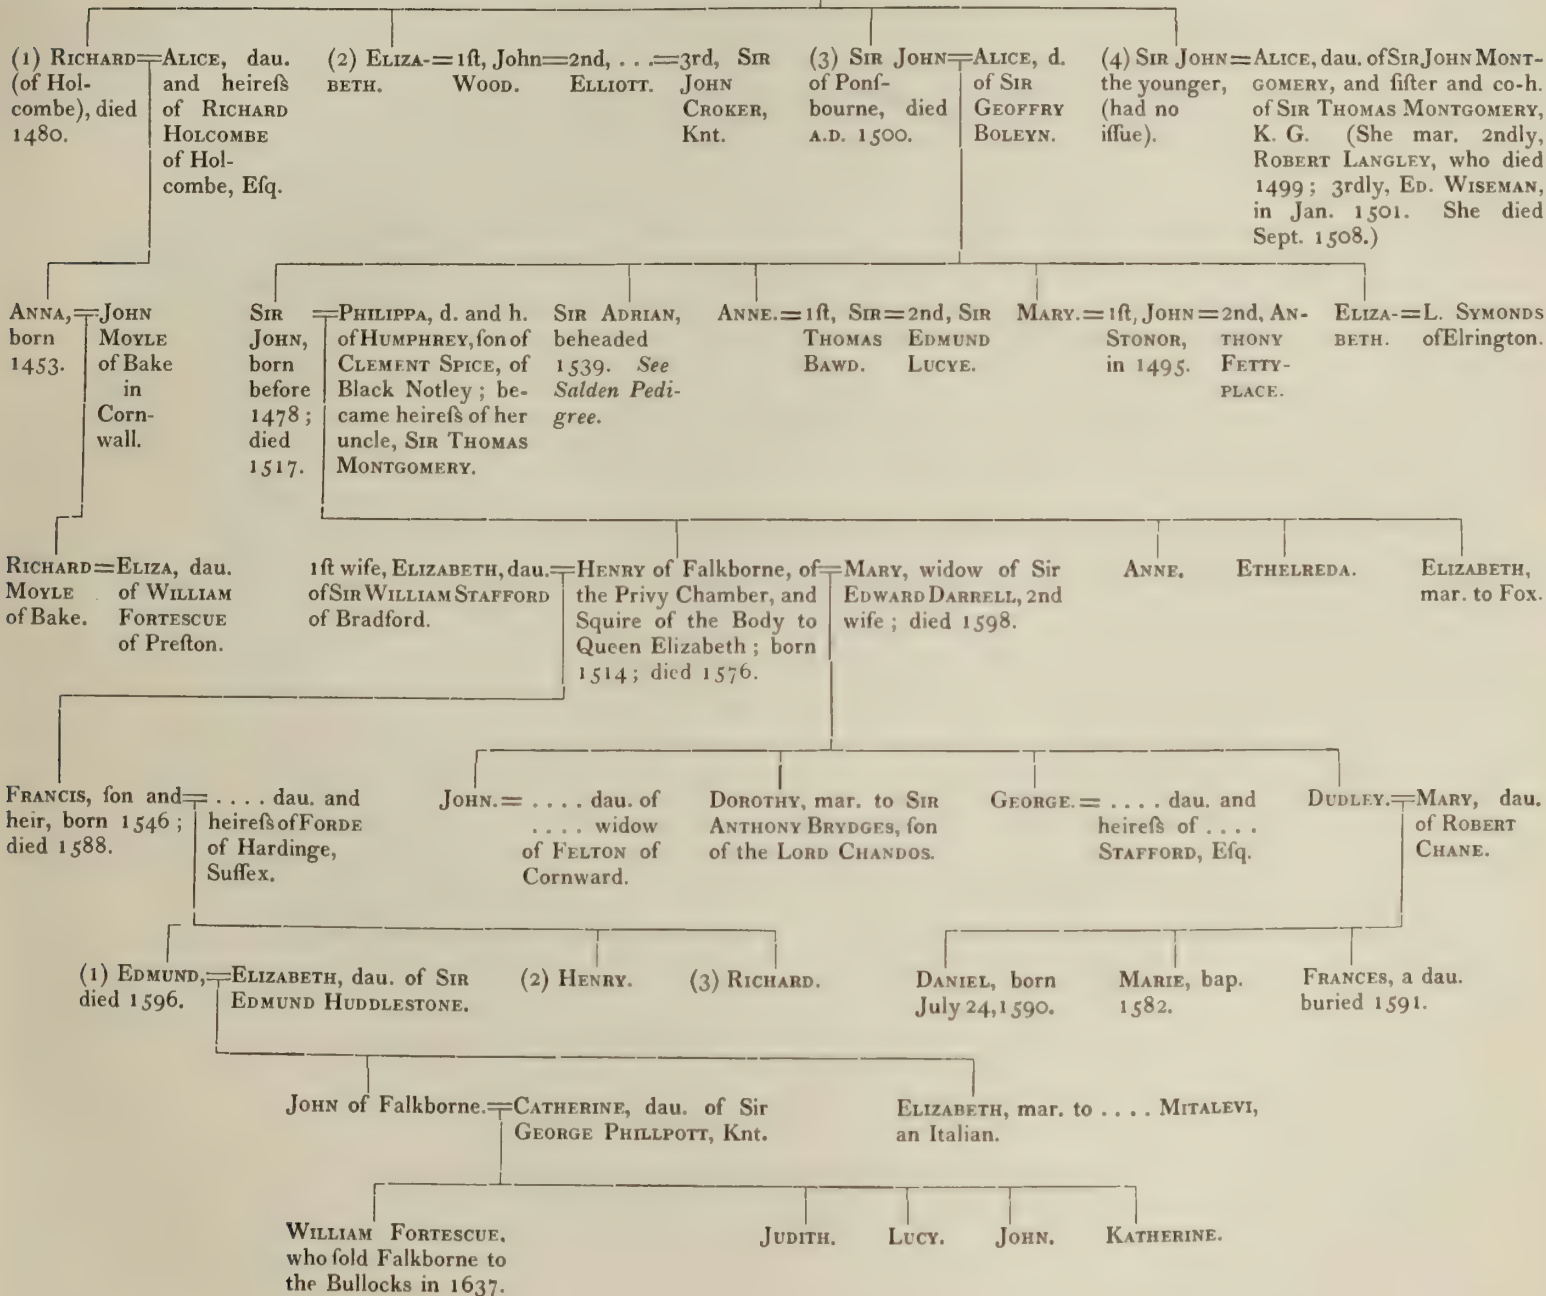 (1) RICHARD=ALICE, dau.
(of Hol-
combe), died
1480.
and heireſs
of RICHARD
HOLCOMBE
of Hol-
combe, Eſq.
(2) ELIZA-=
BETH.
1ſt, John=
WOOD.
2nd, . . .=
ELLIOTT.
3rd, SIR
JOHN
CROKER,
Knt.
(3) SIR JOHN=
of Ponſ-
bourne, died
A.D. 1500.
ALICE, d.
of SIR
GEOFFRY
BOLEYN.
(4) SIR JOHN=
the younger,
(had no
iſſue).
ALICE, dau. of SIR JOHN MONT-
GOMERY, and ſiſter and co-h.
of SIR THOMAS MONTGOMERY,
K. G. (She mar. 2ndly,
ROBERT LANGLEY, who died
1499; 3rdly, ED. WISEMAN,
in Jan. 1501. She died
Sept. 1508.)
ANNA,=
born
1453.
JOHN
MOYLE
of Bake
in
Corn-
wall.
SIR=
JOHN,
born
before
1478;
died
1517.
PHILIPPA, d. and h.
of HUMPHREY, ſon of
CLEMENT SPICE, of
Black Notley; be-
came heireſs of her
uncle, SIR THOMAS
MONTGOMERY.
SIR ADRIAN,
beheaded
1539. See
Salden Pedi-
gree.
ANNE.=
1ſt, SIR=
THOMAS
BAWD.
2nd, SIR
EDMUND
LUCYE.
MARY.=
1ſt, JOHN=
STONOR,
in 1495.
2nd, AN-
THONY
FETTY-
PLACE.
ELIZA-=
BETH.
L. SYMONDS
of Elrington.
RICHARD=
MOYLE
of Bake.
ELIZA, dau.
of WILLIAM
FORTESCUE
of Preſton.
1ſt wife, ELIZABETH, dau.=
of SIR WILLIAM STAFFORD
of Bradford.
HENRY of Falkborne, of=
the Privy Chamber, and
Squire of the Body to
Queen Elizabeth; born
1514; died 1576.
MARY, widow of Sir
EDWARD DARRELL, 2nd
wife; died 1598.
ANNE.
ETHELREDA.
ELIZABETH,
mar. to Fox.
FRANCIS, ſon and=
heir, born 1546;
died 1588.
. . . . dau. and
heireſs of FORDE
of Hardinge,
Suſſex.
JOHN.=
. . . . dau. of
. . . . widow
of FELTON of
Cornward.
DOROTHY, mar. to SIR
ANTHONY BRYDGES, ſon
of the LORD CHANDOS.
GEORGE.=
. . . . dau. and
heireſs of . . . .
STAFFORD, Eſq.
DUDLEY.=
MARY, dau.
of ROBERT
CHANE.
(1) EDMUND,=
died 1596.
ELIZABETH, dau. of SIR
EDMUND HUDDLESTONE.
(2) HENRY.
(3) RICHARD.
DANIEL, born
July 24, 1590.
MARIE, bap.
1582.
FRANCES, a dau.
buried 1591.
JOHN of Falkborne.=
CATHERINE, dau. of Sir
GEORGE PHILLPOTT, Knt.
ELIZABETH, mar. to . . . . MITALEVI,
an Italian.
WILLIAM FORTESCUE,
who ſold Falkborne to
the Bullocks in 1637.
JUDITH.
LUCY.
JOHN.
KATHERINE.